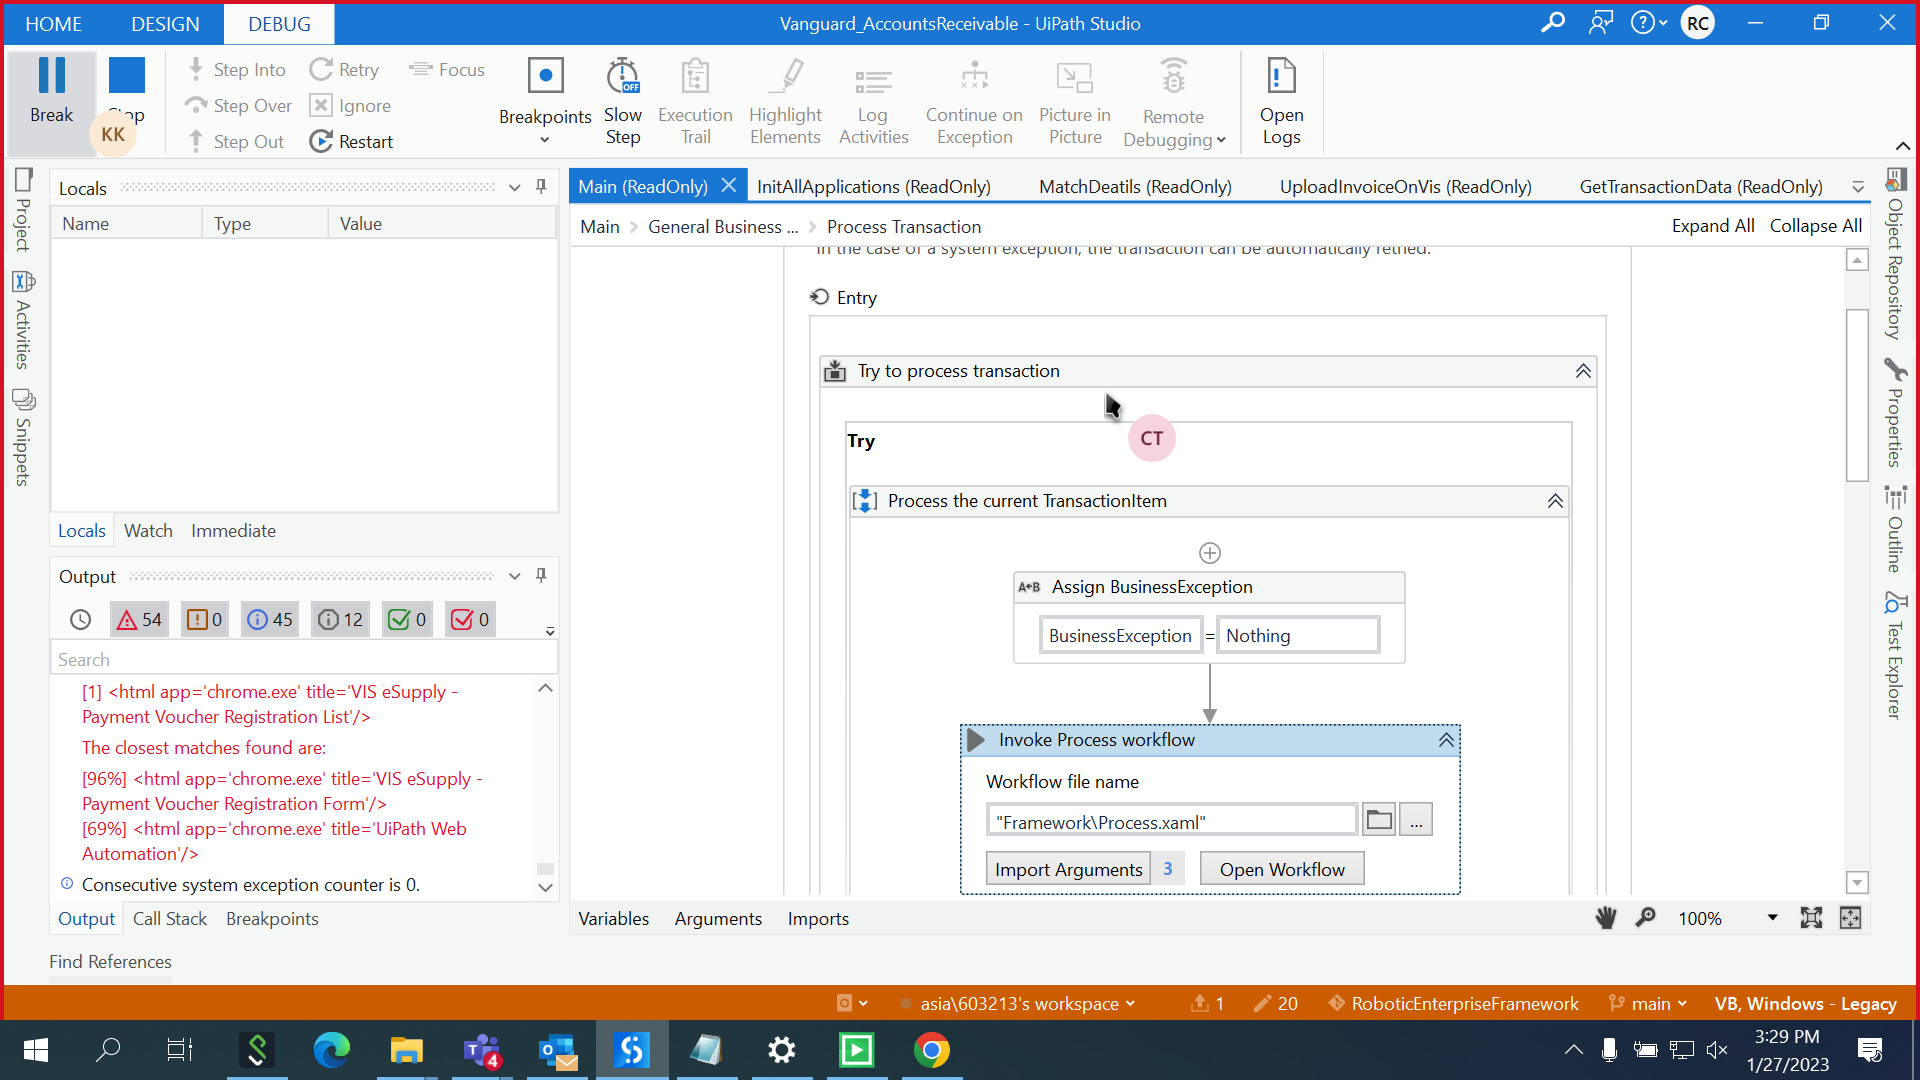 HOME DESIGN DEBUG
Vanguard_AccountsReceivable - UiPath Studio
RC
Break
KK
Step Into
Step Over
Step Out
Retry
Ignore
Restart
Focus
Breakpoints
Slow
Step
OFF
Execution
Trail
Highlight
Elements
Log
Activities
Continue on
Exception
Picture in
Picture
Remote
Debugging
Open
Logs
Project
Activities
Snippets
Locals
Name Type Value
Locals Watch Immediate
Output
54 0 45 12 0 0
Search
[1] <html app='chrome.exe' title='VIS eSupply -
Payment Voucher Registration List'/>
The closest matches found are:
[96%] <html app='chrome.exe' title='VIS eSupply -
Payment Voucher Registration Form'/>
[69%] <html app='chrome.exe' title='UiPath Web
Automation'/>
Consecutive system exception counter is 0.
Output Call Stack Breakpoints
Find References
Main (ReadOnly) InitAllApplications (ReadOnly) MatchDeatils (ReadOnly) UploadInvoiceOnVis (ReadOnly) GetTransactionData (ReadOnly)
Main General Business ... Process Transaction
Expand All Collapse All
In the case of a system exception, the transaction can be automatically retried.
Entry
Try to process transaction
CT
Try
Process the current TransactionItem
A B Assign BusinessException
BusinessException = Nothing
Invoke Process workflow
Workflow file name
"Framework\Process.xaml"
...
Import Arguments 3 Open Workflow
Variables Arguments Imports
100%
Object Repository
Properties
Outline
Test Explorer
asia\603213's workspace 1 20 RoboticEnterpriseFramework main VB, Windows - Legacy
4
3:29 PM
1/27/2023